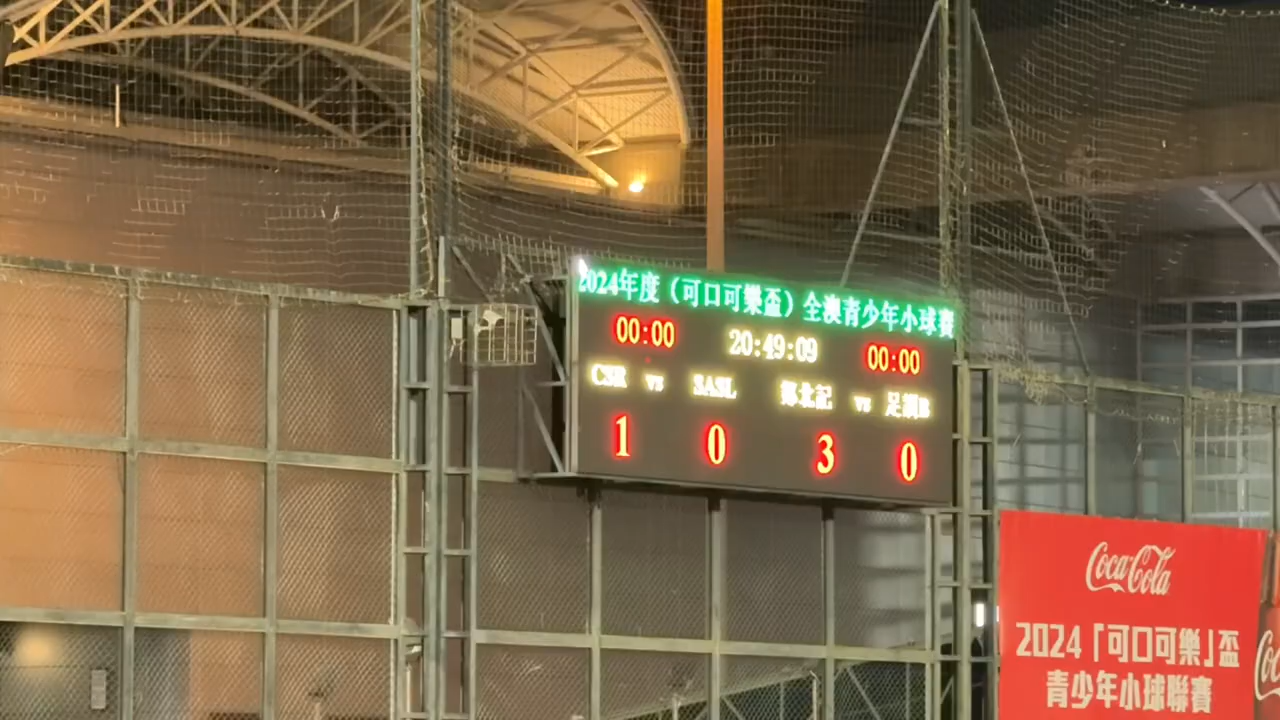 2024年度（可口可樂盃）全澳青少年小球賽
00:00 20:49:09 00:00
CSR vs SASL 鄭北記 vs 足訓B
1 0 3 0
Coca-Cola
2024「可口可樂」盃
青少年小球聯賽